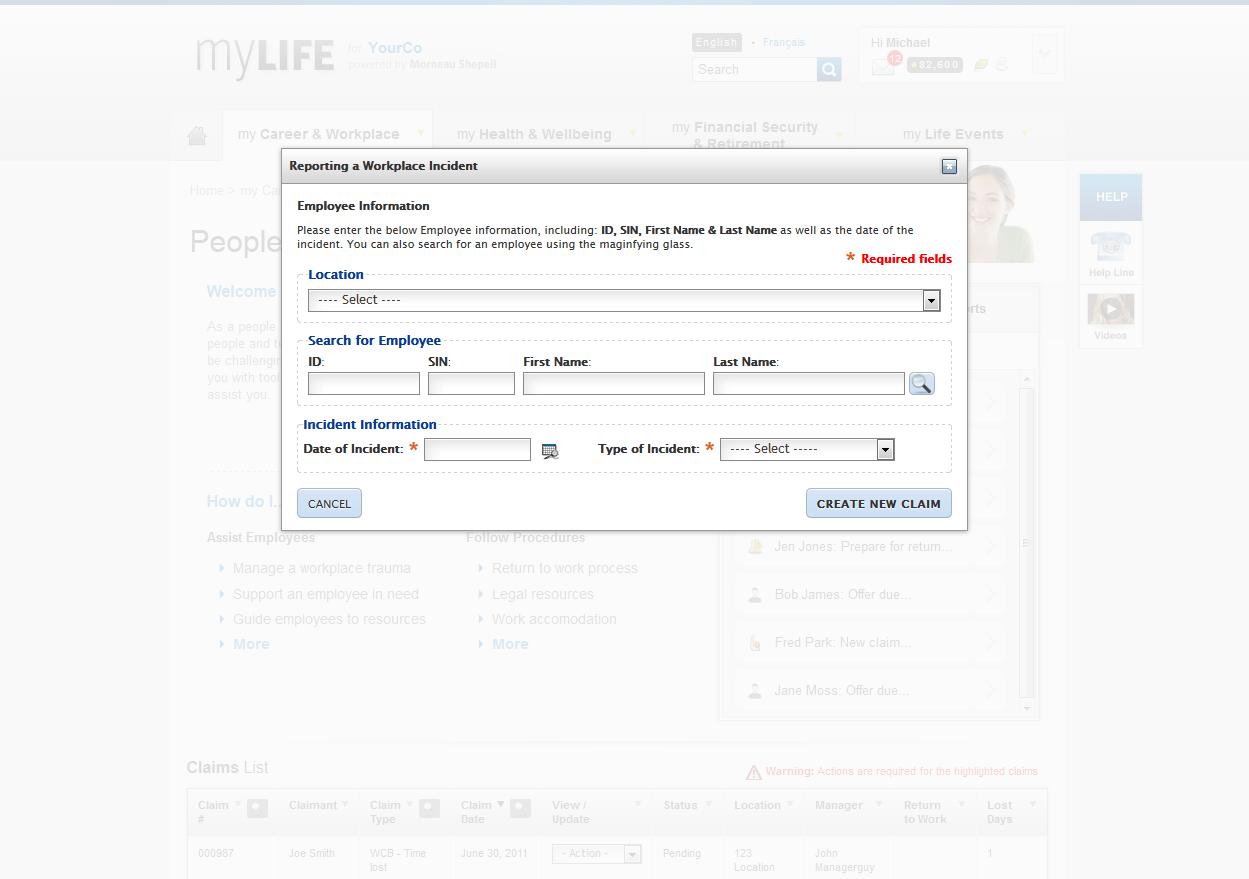 myLIFE for YourCo
powered by Morneau Shepell
English • Français
Search
Hi Michael
12
82,600
my Career & Workplace
my Health & Wellbeing
my Financial Security
& Retirement
my Life Events
Home > my Ca
People
Reporting a Workplace Incident
Employee Information
Please enter the below Employee information, including: ID, SIN, First Name & Last Name as well as the date of the
incident. You can also search for an employee using the maginfying glass.
* Required fields
Location
---- Select ----
Search for Employee
ID:
SIN:
First Name:
Last Name:
Incident Information
Date of Incident: *
Type of Incident: *
---- Select -----
CANCEL
CREATE NEW CLAIM
HELP
Help Line
Videos
Welcome
As a people
people and t
be challenging
you with tool
assist you.
rts
How do I...
Assist Employees
Manage a workplace trauma
Support an employee in need
Guide employees to resources
More
Follow Procedures
Return to work process
Legal resources
Work accomodation
More
Jen Jones: Prepare for return...
Bob James: Offer due...
Fred Park: New claim...
Jane Moss: Offer due...
Claims List
Warning: Actions are required for the highlighted claims
Claim
#
Claimant
Claim
Type
Claim
Date
View /
Update
Status
Location
Manager
Return
to Work
Lost
Days
000987
Joe Smith
WCB - Time
lost
June 30, 2011
- Action -
Pending
123
Location
John
Managerguy
1